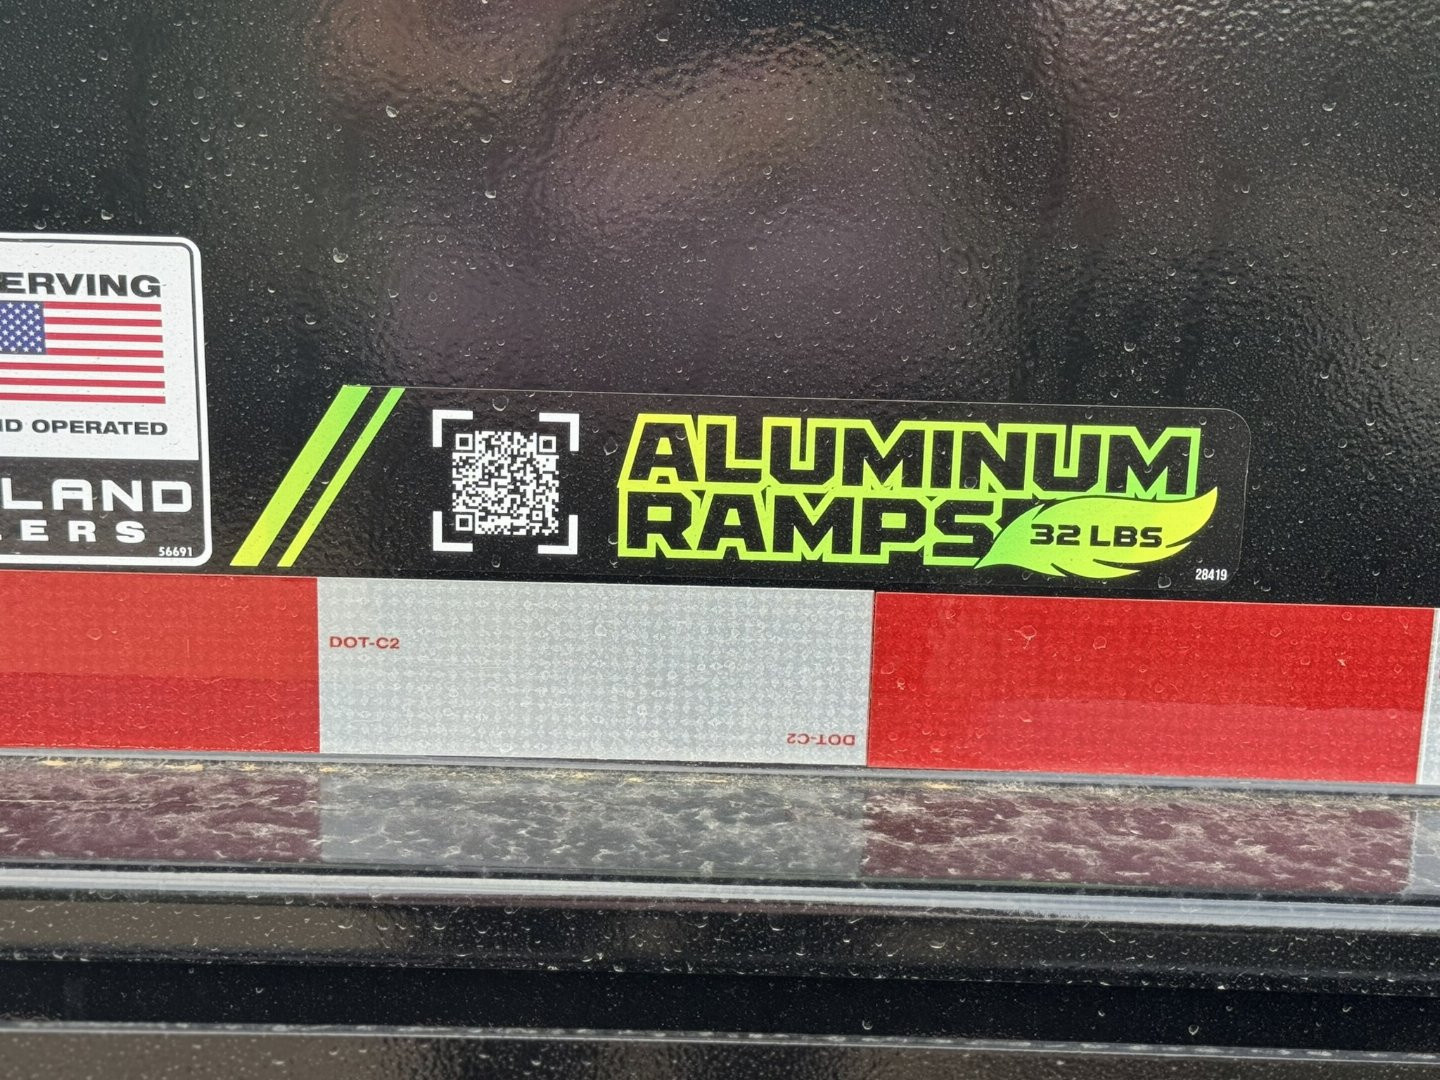 ERVING
ND OPERATED
LAND
ERS
56691
ALUMINUM
RAMPS
32 LBS
28419
DOT-C2
DOT-C2